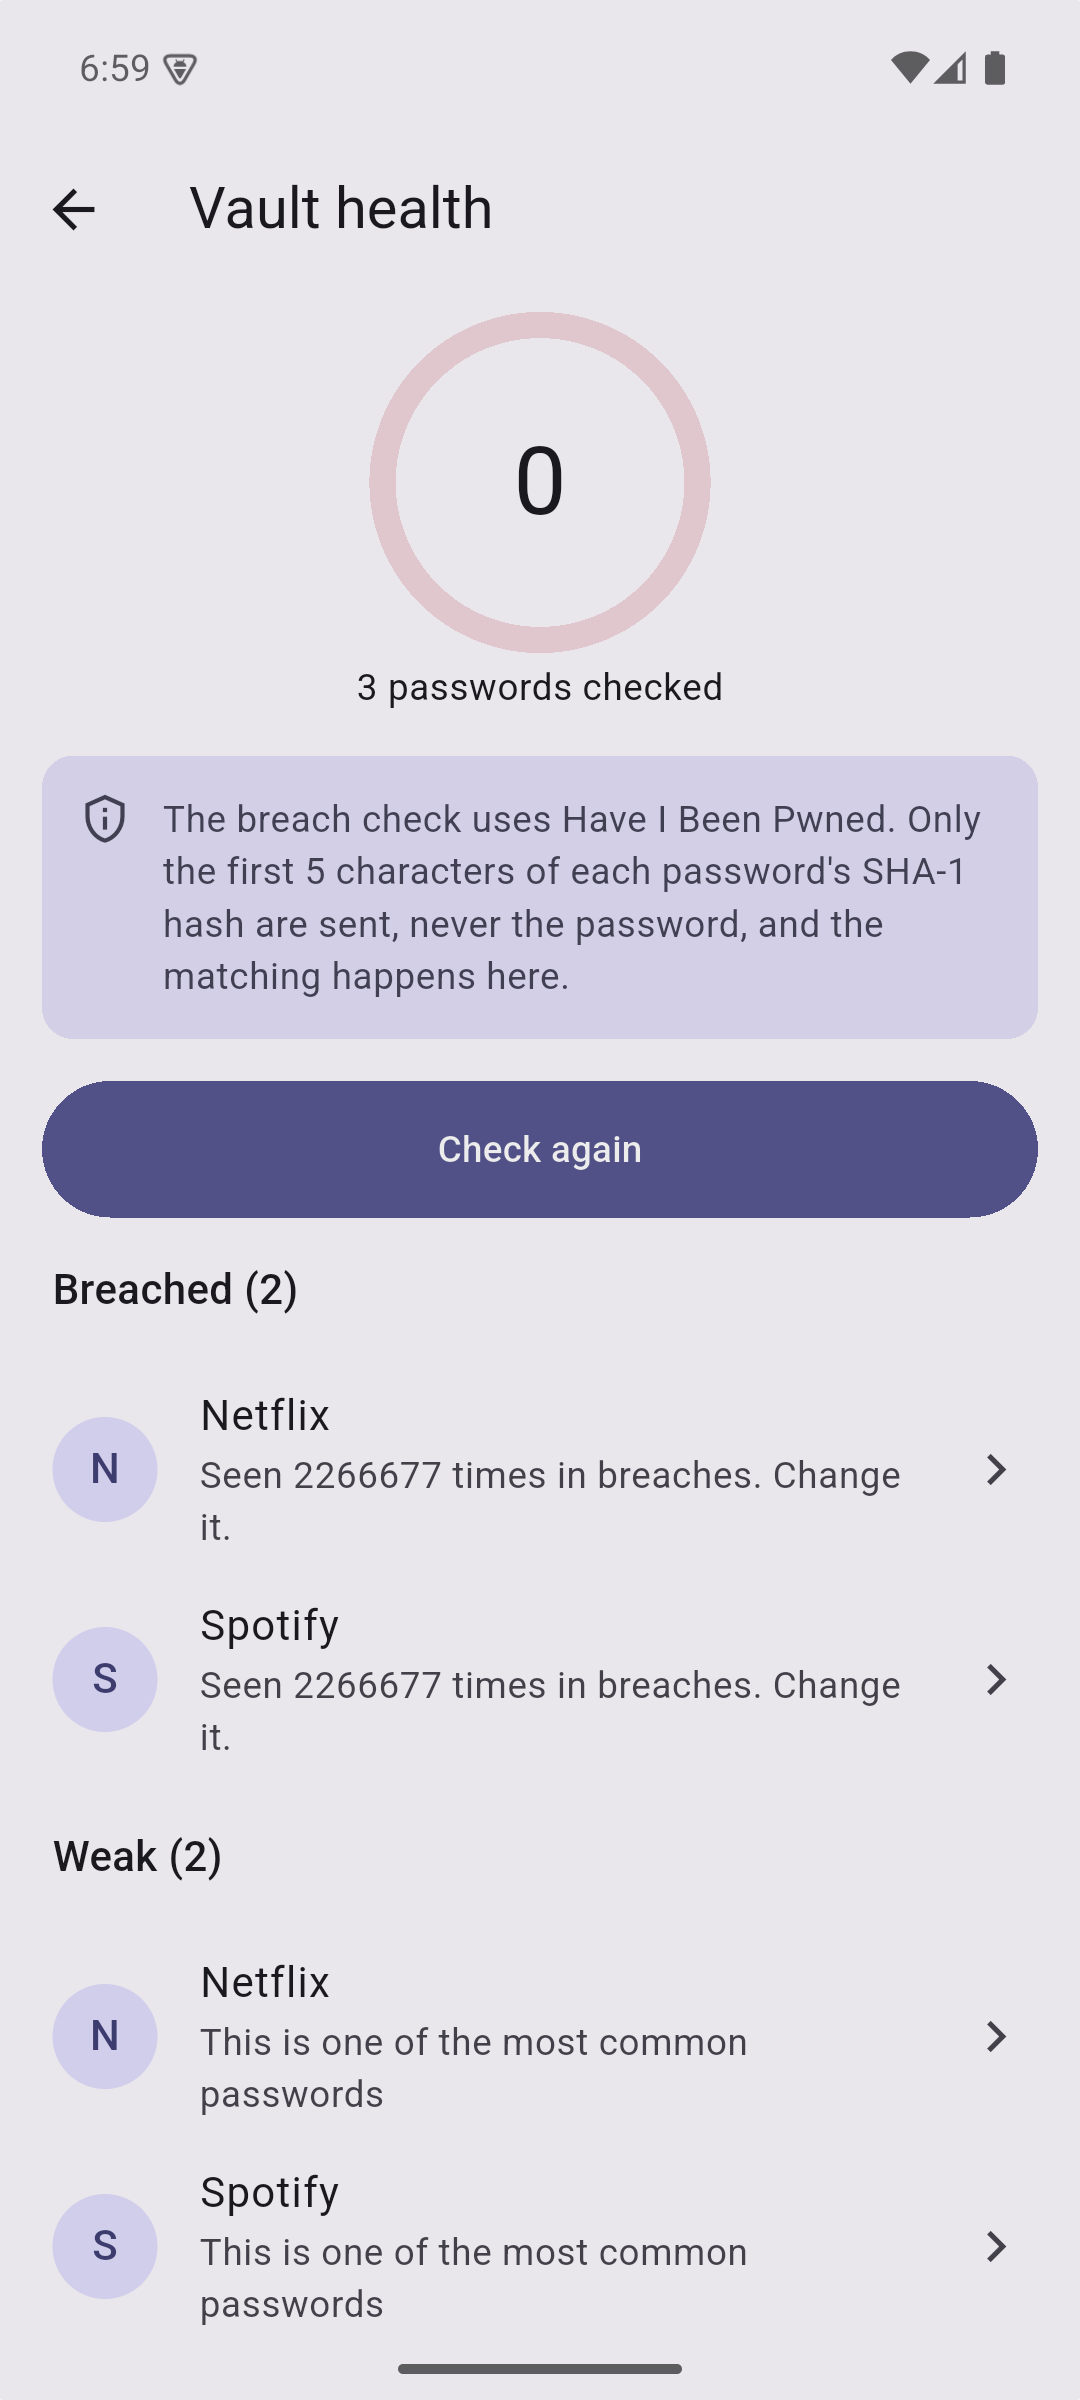 6:59
Vault health
0
3 passwords checked
The breach check uses Have I Been Pwned. Only
the first 5 characters of each password's SHA-1
hash are sent, never the password, and the
matching happens here.
Check again
Breached (2)
N
Netflix
Seen 2266677 times in breaches. Change
it.
S
Spotify
Seen 2266677 times in breaches. Change
it.
Weak (2)
N
Netflix
This is one of the most common
passwords
S
Spotify
This is one of the most common
passwords